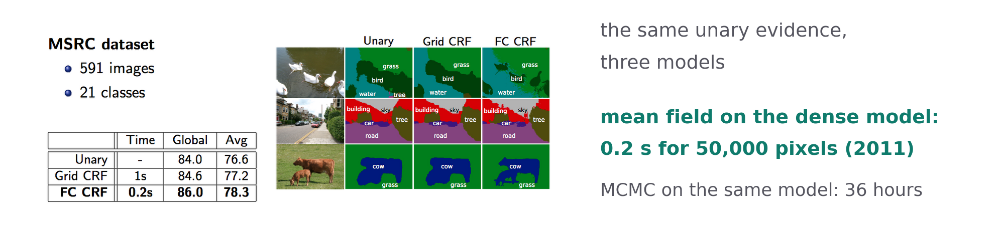 MSRC dataset
591 images
21 classes
Time Global Avg
Unary - 84.0 76.6
Grid CRF 1s 84.6 77.2
FC CRF 0.2s 86.0 78.3
Unary Grid CRF FC CRF
grass bird water tree
grass bird water
grass bird water
building sky tree car road
building sky tree car road
building sky tree car road
cow grass
cow grass
cow grass
the same unary evidence,
three models
mean field on the dense model:
0.2 s for 50,000 pixels (2011)
MCMC on the same model: 36 hours